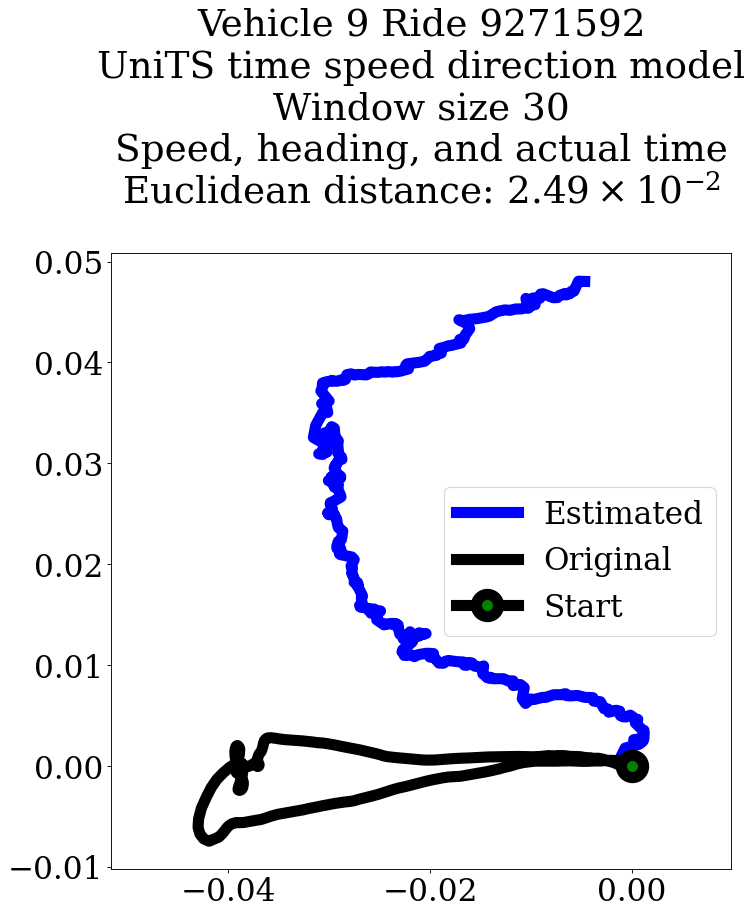 Vehicle 9 Ride 9271592
UniTS time speed direction model
Window size 30
Speed, heading, and actual time
Euclidean distance: 2.49 × 10⁻²
0.05
0.04
0.03
0.02
0.01
0.00
−0.01
Estimated
Original
Start
−0.04 −0.02 0.00